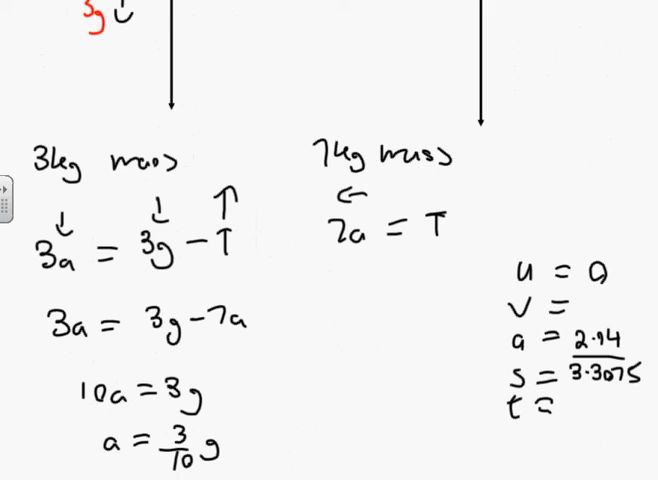 3g ↓
3kg mass
↓ ↓ ↑
3a = 3g - T
3a = 3g - 7a
10a = 3g
a = 3/10 g
7kg mass
←
7a = T
u = 0
v =
a = 2.94
s = 3.3075
t =